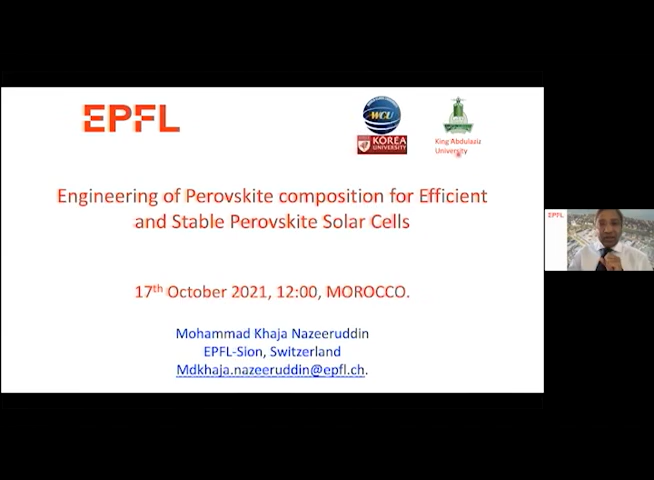 EPFL
WCU
KOREA
UNIVERSITY
King Abdulaziz
University
Engineering of Perovskite composition for Efficient
and Stable Perovskite Solar Cells
17th October 2021, 12:00, MOROCCO.
Mohammad Khaja Nazeeruddin
EPFL-Sion, Switzerland
Mdkhaja.nazeeruddin@epfl.ch.
EPFL